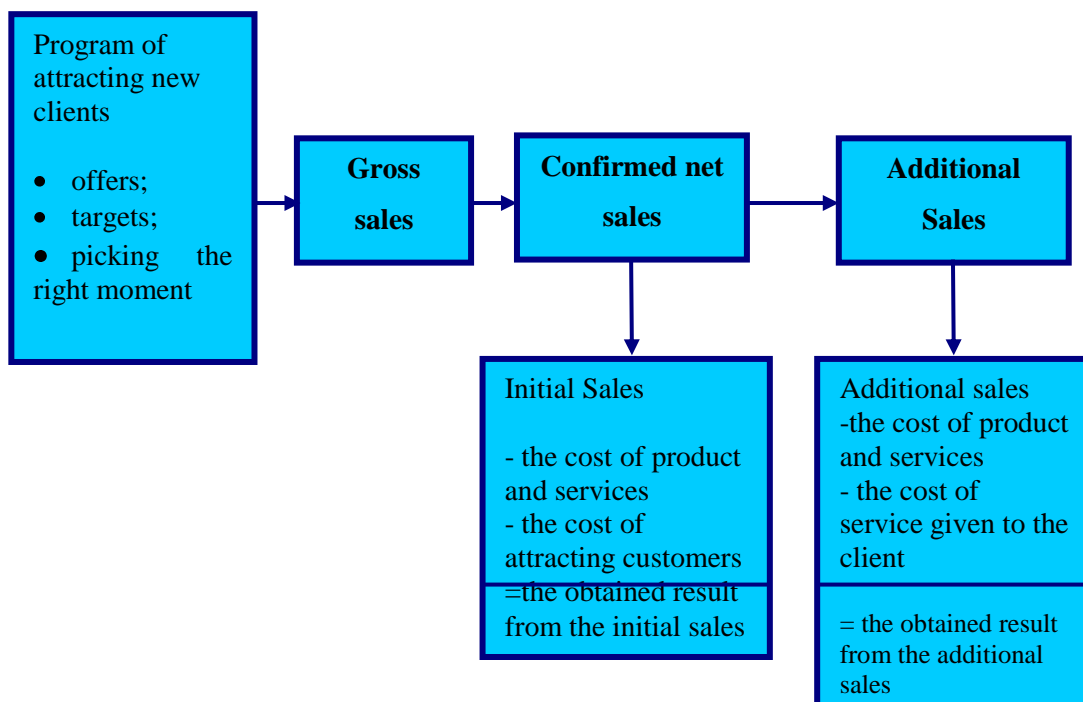 Program of
attracting new
clients
• offers;
• targets;
• picking the
right moment
Gross
sales
Confirmed net
sales
Additional
Sales
Initial Sales
- the cost of product
and services
- the cost of
attracting customers
=the obtained result
from the initial sales
Additional sales
-the cost of product
and services
- the cost of
service given to the
client
= the obtained result
from the additional
sales